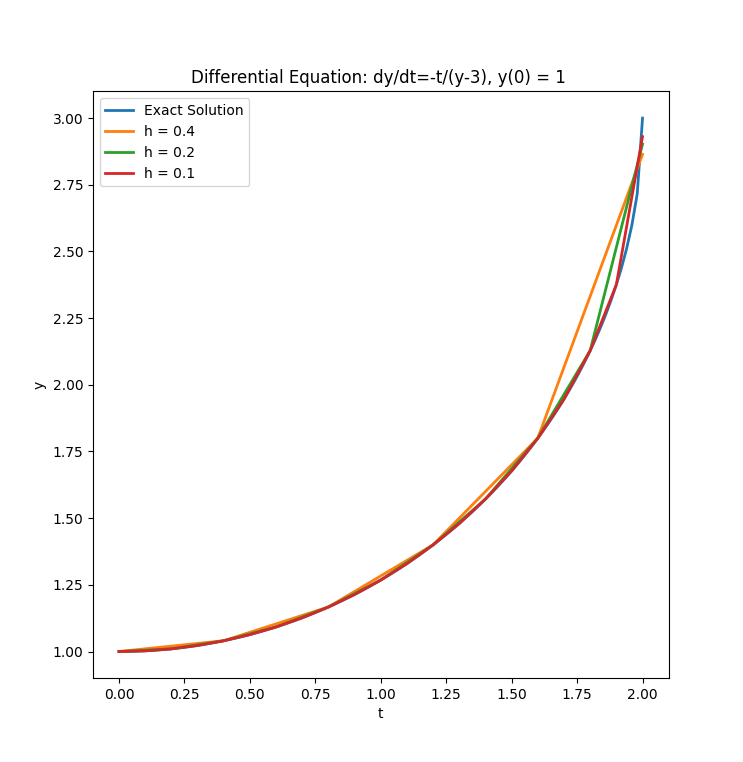 Differential Equation: dy/dt=-t/(y-3), y(0) = 1
Exact Solution
h = 0.4
h = 0.2
h = 0.1
3.00
2.75
2.50
2.25
2.00
1.75
1.50
1.25
1.00
y
0.00 0.25 0.50 0.75 1.00 1.25 1.50 1.75 2.00
t